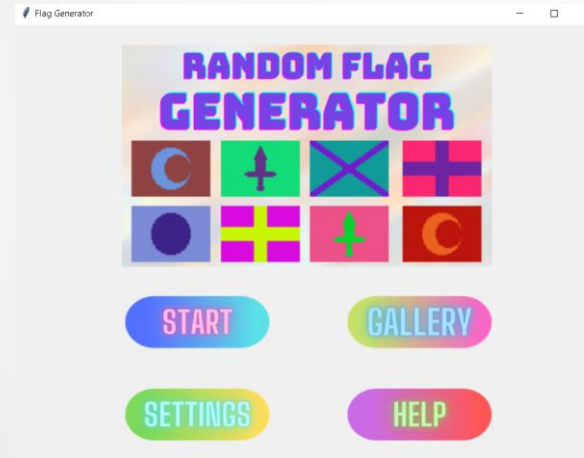 Flag Generator
RANDOM FLAG
GENERATOR
START
GALLERY
SETTINGS
HELP